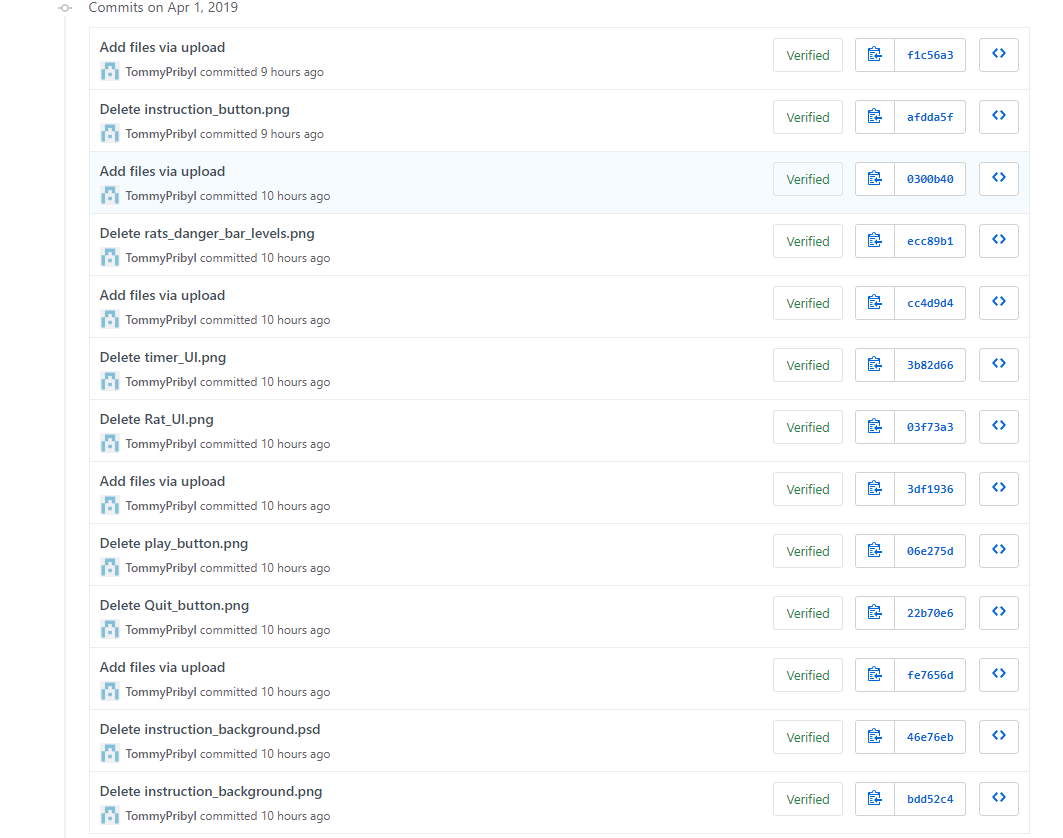 Commits on Apr 1, 2019
Add files via upload
TommyPribyl committed 9 hours ago
Verified
f1c56a3
Delete instruction_button.png
TommyPribyl committed 9 hours ago
Verified
afdda5f
Add files via upload
TommyPribyl committed 10 hours ago
Verified
0300b40
Delete rats_danger_bar_levels.png
TommyPribyl committed 10 hours ago
Verified
ecc89b1
Add files via upload
TommyPribyl committed 10 hours ago
Verified
cc4d9d4
Delete timer_UI.png
TommyPribyl committed 10 hours ago
Verified
3b82d66
Delete Rat_UI.png
TommyPribyl committed 10 hours ago
Verified
03f73a3
Add files via upload
TommyPribyl committed 10 hours ago
Verified
3df1936
Delete play_button.png
TommyPribyl committed 10 hours ago
Verified
06e275d
Delete Quit_button.png
TommyPribyl committed 10 hours ago
Verified
22b70e6
Add files via upload
TommyPribyl committed 10 hours ago
Verified
fe7656d
Delete instruction_background.psd
TommyPribyl committed 10 hours ago
Verified
46e76eb
Delete instruction_background.png
TommyPribyl committed 10 hours ago
Verified
bdd52c4